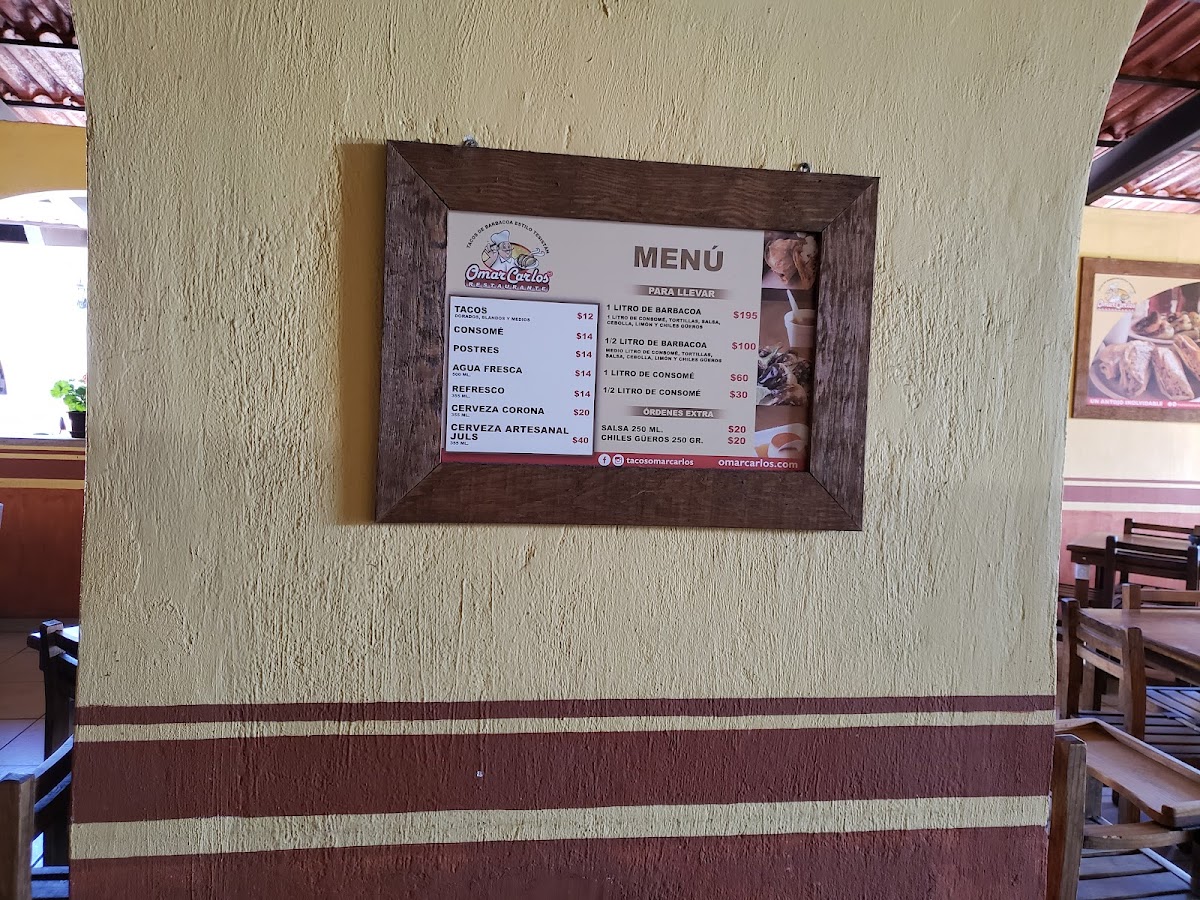 TACOS DE BARBACOA ESTILO TEHISTÁN
Omar Carlos
RESTAURANTE
TACOS $12
DORADOS, BLANDOS Y MEDIOS
CONSOMÉ $14
POSTRES $14
AGUA FRESCA $14
500 ML.
REFRESCO $14
355 ML.
CERVEZA CORONA $20
355 ML.
CERVEZA ARTESANAL
JULS $40
355 ML.
MENÚ
PARA LLEVAR
1 LITRO DE BARBACOA $195
1 LITRO DE CONSOMÉ, TORTILLAS, SALSA,
CEBOLLA, LIMÓN Y CHILES GÜEROS
1/2 LITRO DE BARBACOA $100
MEDIO LITRO DE CONSOMÉ, TORTILLAS,
SALSA, CEBOLLA, LIMÓN Y CHILES GÜEROS
1 LITRO DE CONSOMÉ $60
1/2 LITRO DE CONSOMÉ $30
ÓRDENES EXTRA
SALSA 250 ML. $20
CHILES GÜEROS 250 GR. $20
tacosomarcarlos omarcarlos.com
UN ANTOJO INOLVIDABLE